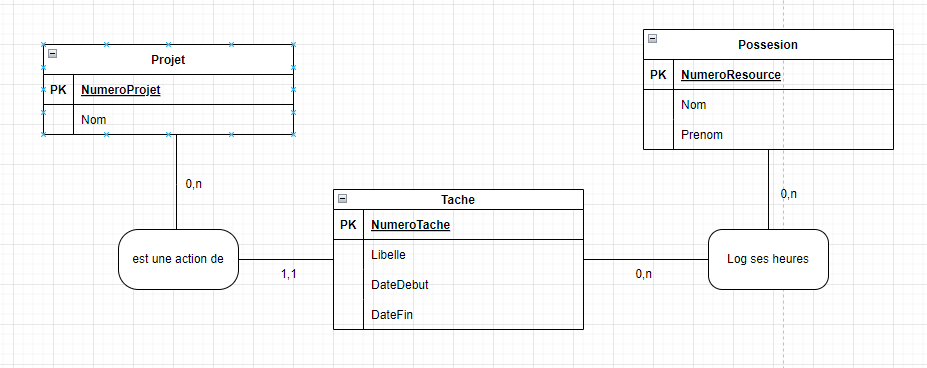 Projet
PK NumeroProjet
Nom
0,n
est une action de
1,1
Tache
PK NumeroTache
Libelle
DateDebut
DateFin
0,n
Possesion
PK NumeroResource
Nom
Prenom
0,n
Log ses heures